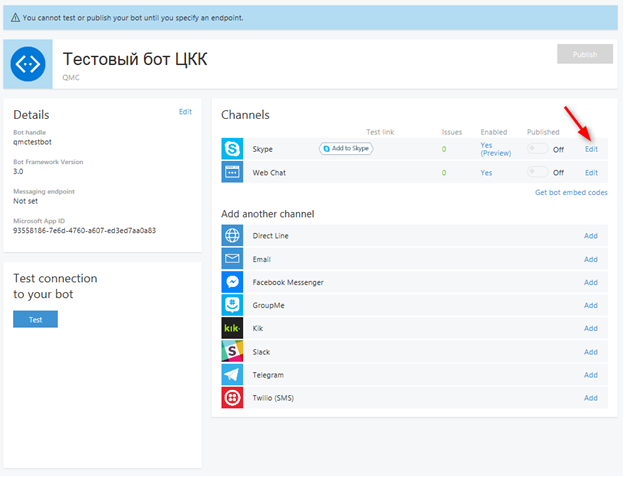 You cannot test or publish your bot until you specify an endpoint.
Тестовый бот ЦКК
QMC
Publish
Details
Edit
Bot handle
qmctestbot
Bot Framework Version
3.0
Messaging endpoint
Not set
Microsoft App ID
93558186-7e6d-4760-a607-ed3ed7aa0a83
Test connection
to your bot
Test
Channels
Test link Issues Enabled Published
Skype Add to Skype 0 Yes
(Preview) Off Edit
Web Chat 0 Yes Off Edit
Get bot embed codes
Add another channel
Direct Line Add
Email Add
Facebook Messenger Add
GroupMe Add
kik· Kik Add
Slack Add
Telegram Add
Twilio (SMS) Add